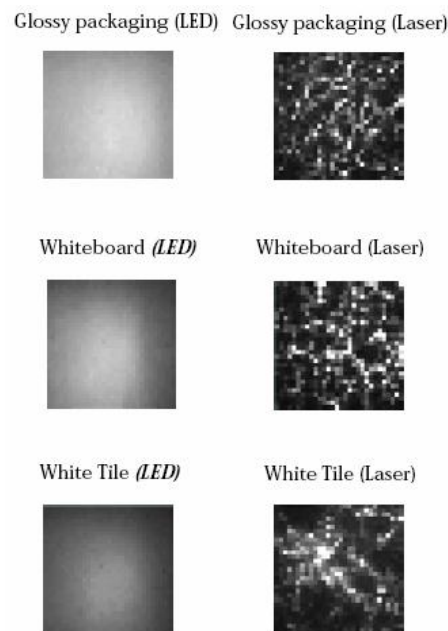 Glossy packaging (LED) Glossy packaging (Laser)
Whiteboard (LED) Whiteboard (Laser)
White Tile (LED) White Tile (Laser)